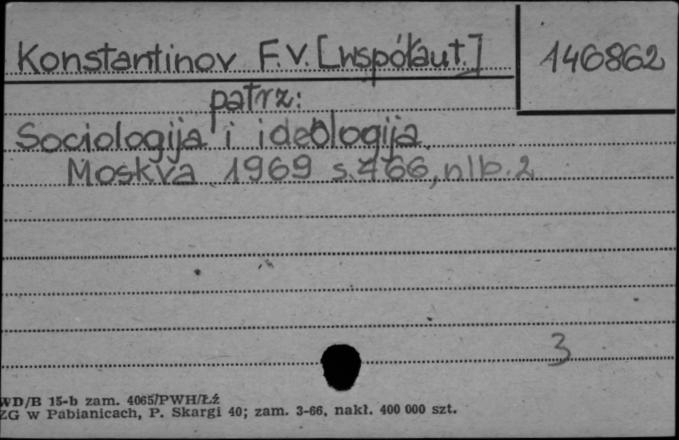 Konstantinov F.V. [współaut.]
146862
patrz:
Sociologija i ideologija.
Moskva 1969 s. 466, nlb. 2
3
WD/B 15-b zam. 4065/PWH/Łź
ZG w Pabianicach, P. Skargi 40; zam. 3-66, nakł. 400 000 szt.